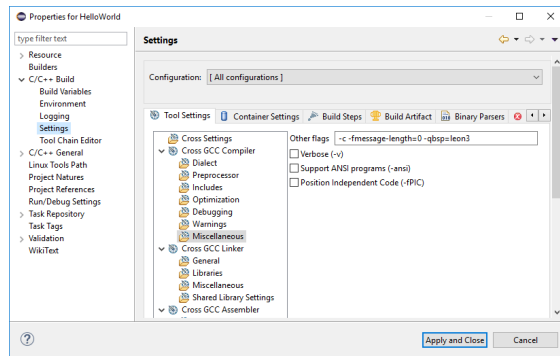 Properties for HelloWorld
type filter text
Resource
Builders
C/C++ Build
Build Variables
Environment
Logging
Settings
Tool Chain Editor
C/C++ General
Linux Tools Path
Project Natures
Project References
Run/Debug Settings
Task Repository
Task Tags
Validation
WikiText
Settings
Configuration: [ All configurations ]
Tool Settings Container Settings Build Steps Build Artifact Binary Parsers
Cross Settings
Cross GCC Compiler
Dialect
Preprocessor
Includes
Optimization
Debugging
Warnings
Miscellaneous
Cross GCC Linker
General
Libraries
Miscellaneous
Shared Library Settings
Cross GCC Assembler
Other flags -c -fmessage-length=0 -qbsp=leon3
Verbose (-v)
Support ANSI programs (-ansi)
Position Independent Code (-fPIC)
Apply and Close Cancel